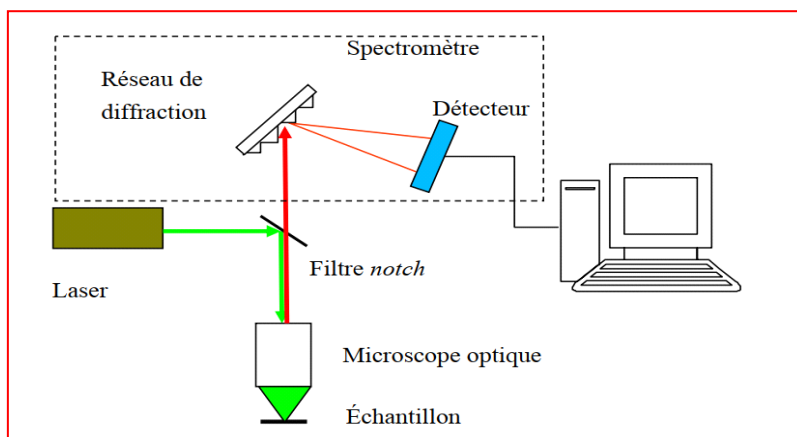 Spectromètre
Réseau de
diffraction
Détecteur
Filtre notch
Laser
Microscope optique
Échantillon